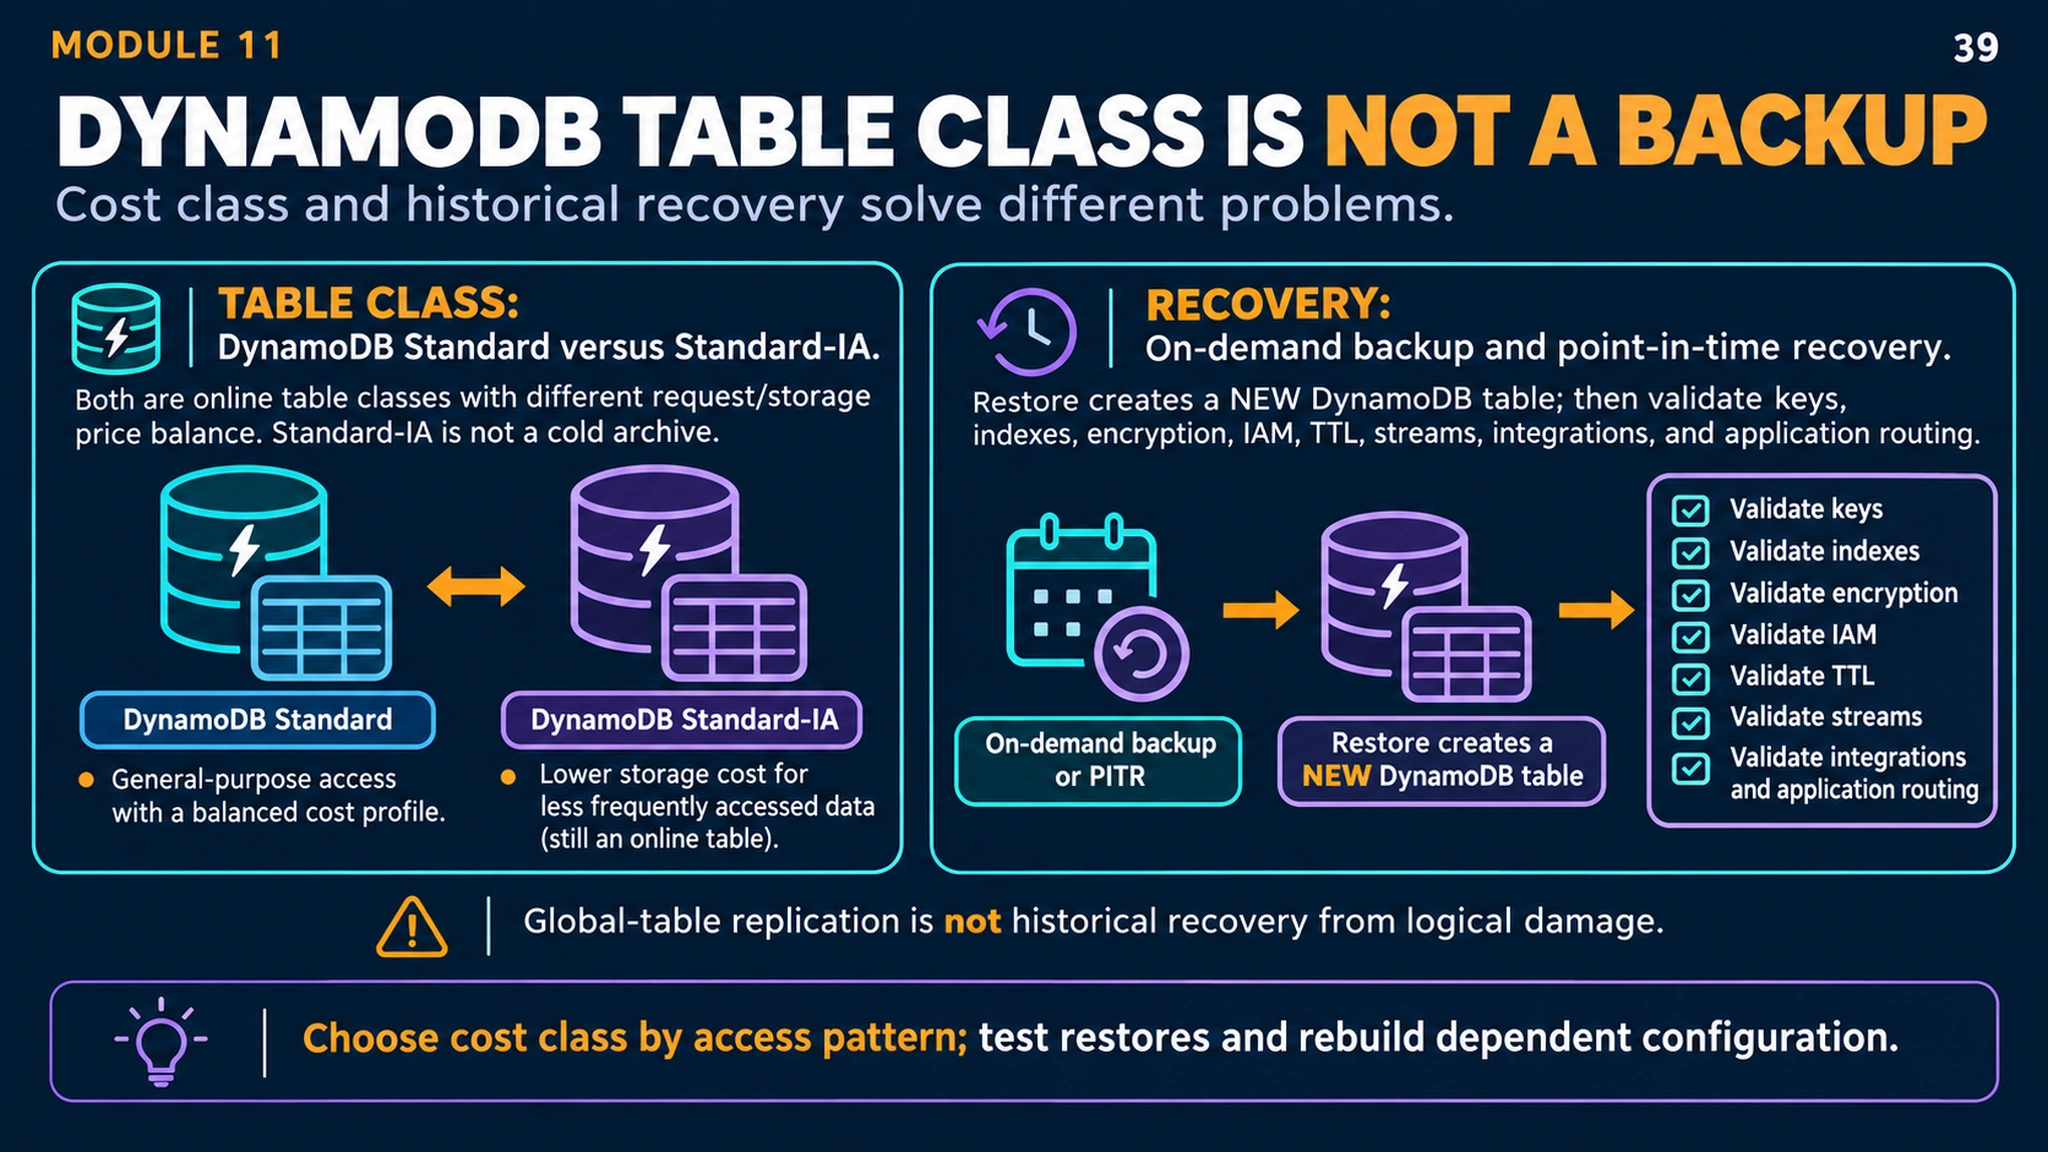 MODULE 11
39
DYNAMODB TABLE CLASS IS NOT A BACKUP
Cost class and historical recovery solve different problems.
TABLE CLASS:
DynamoDB Standard versus Standard-IA.
Both are online table classes with different request/storage
price balance. Standard-IA is not a cold archive.
DynamoDB Standard
General-purpose access
with a balanced cost profile.
DynamoDB Standard-IA
Lower storage cost for
less frequently accessed data
(still an online table).
RECOVERY:
On-demand backup and point-in-time recovery.
Restore creates a NEW DynamoDB table; then validate keys,
indexes, encryption, IAM, TTL, streams, integrations, and application routing.
On-demand backup
or PITR
Restore creates a
NEW DynamoDB table
Validate keys
Validate indexes
Validate encryption
Validate IAM
Validate TTL
Validate streams
Validate integrations
and application routing
Global-table replication is not historical recovery from logical damage.
Choose cost class by access pattern; test restores and rebuild dependent configuration.